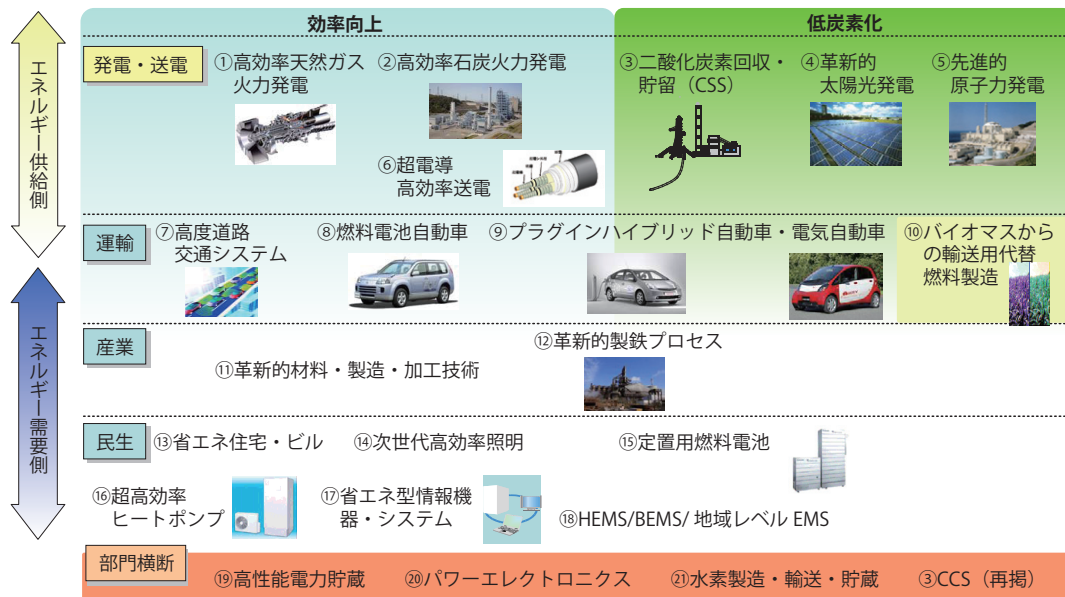 効率向上
低炭素化
エネルギー供給側
エネルギー需要側
発電・送電
①高効率天然ガス
火力発電
②高効率石炭火力発電
③二酸化炭素回収・
貯留（CSS）
④革新的
太陽光発電
⑤先進的
原子力発電
⑥超電導
高効率送電
運輸
⑦高度道路
交通システム
⑧燃料電池自動車
⑨プラグインハイブリッド自動車・電気自動車
⑩バイオマスから
の輸送用代替
燃料製造
産業
⑪革新的材料・製造・加工技術
⑫革新的製鉄プロセス
民生
⑬省エネ住宅・ビル
⑭次世代高効率照明
⑮定置用燃料電池
⑯超高効率
ヒートポンプ
⑰省エネ型情報機
器・システム
⑱HEMS/BEMS/ 地域レベル EMS
部門横断
⑲高性能電力貯蔵
⑳パワーエレクトロニクス
㉑水素製造・輸送・貯蔵
③CCS（再掲）